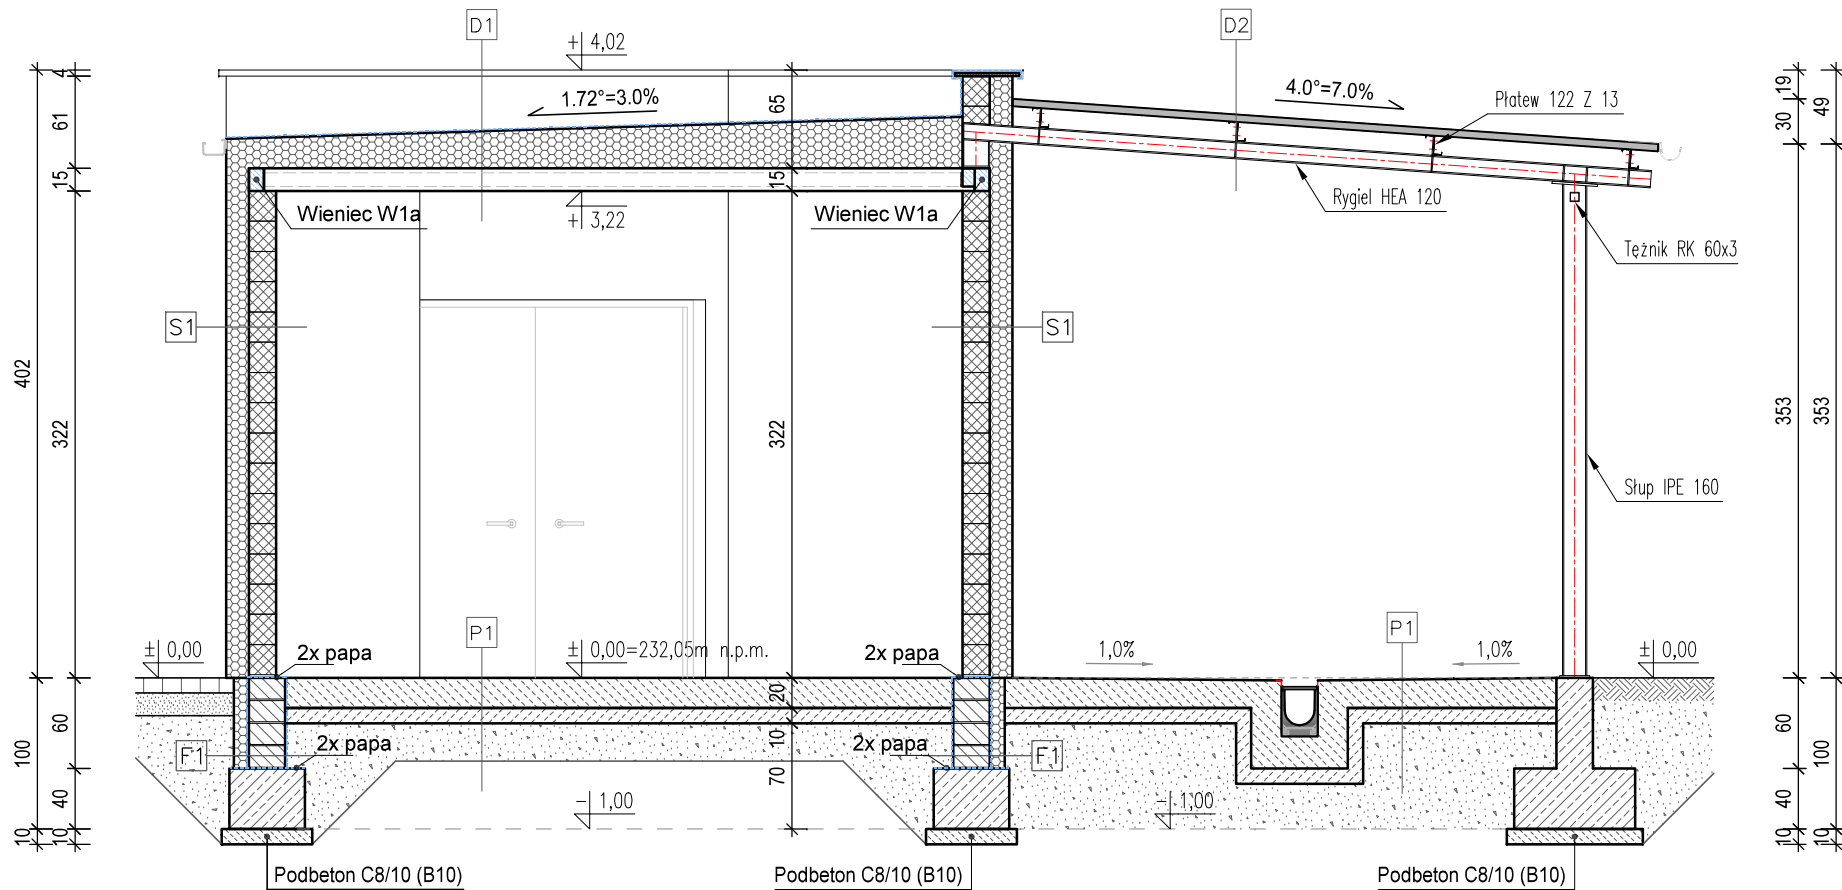 D1
D2
+ 4,02
1.72°=3.0%
4.0°=7.0%
Płatew 122 Z 13
4
61
15
402
322
65
15
322
19
30
49
353
353
Wieniec W1a
+ 3,22
Wieniec W1a
Rygiel HEA 120
Tężnik RK 60x3
S1
S1
Słup IPE 160
± 0,00
2x papa
P1
± 0,00=232,05m n.p.m.
2x papa
1,0%
P1
1,0%
± 0,00
60
100
40
10
10
20
10
70
60
100
40
10
10
F1
2x papa
2x papa
F1
- 1,00
- 1,00
Podbeton C8/10 (B10)
Podbeton C8/10 (B10)
Podbeton C8/10 (B10)